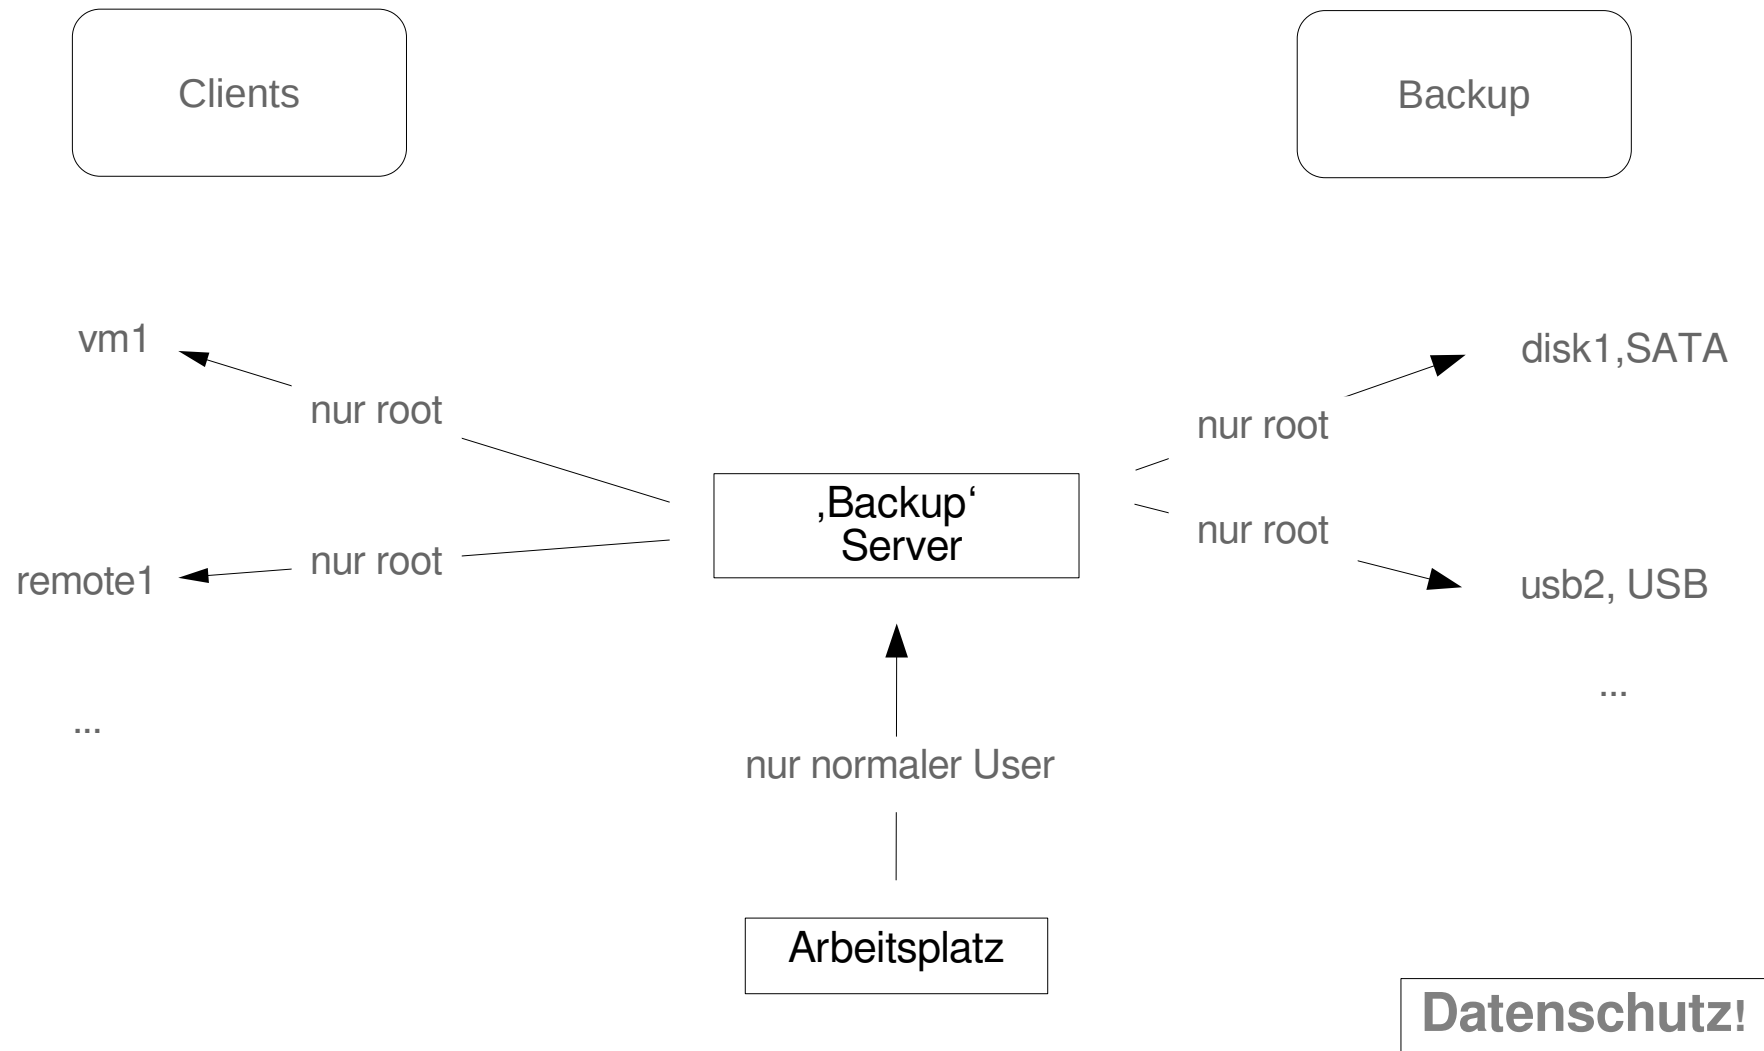 Clients
Backup
vm1
disk1,SATA
nur root
nur root
‚Backup‘
Server
nur root
nur root
remote1
usb2, USB
...
...
nur normaler User
Arbeitsplatz
Datenschutz!